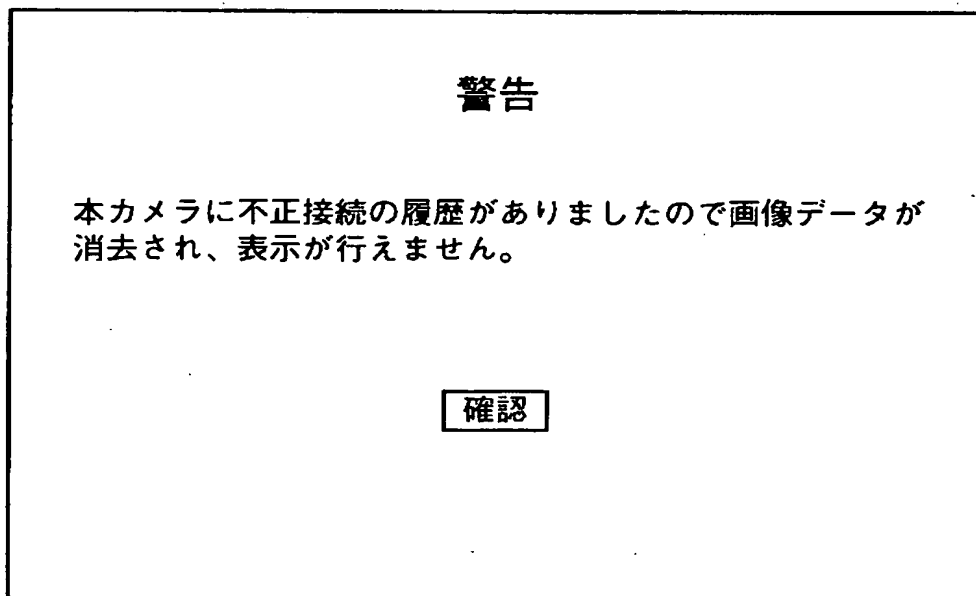 警告
本カメラに不正接続の履歴がありましたので画像データが
消去され、表示が行えません。
確認